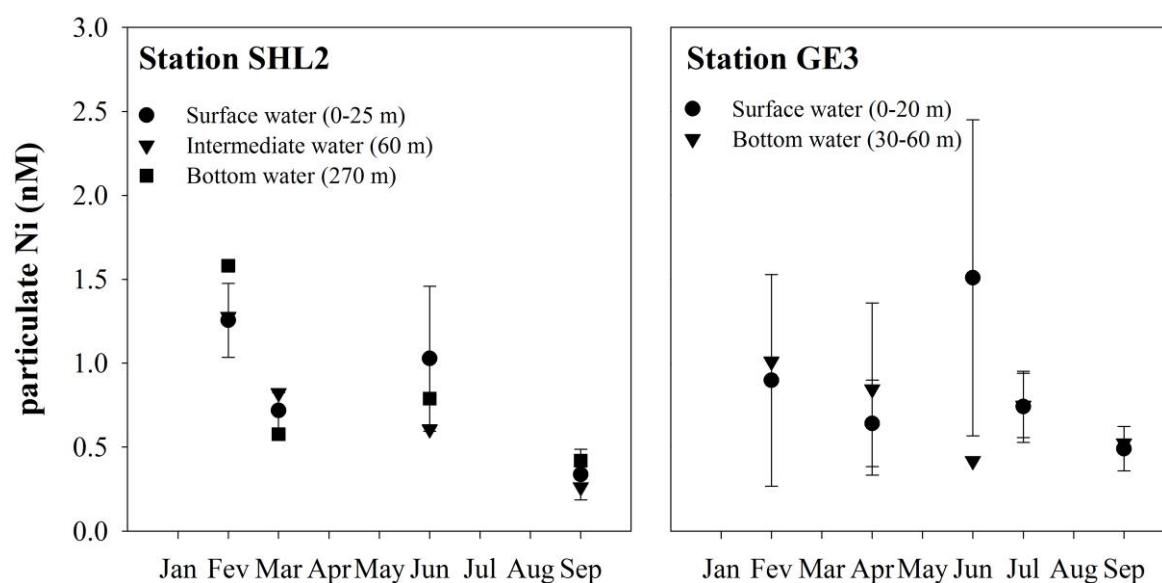 particulate Ni (nM)
3.0
2.5
2.0
1.5
1.0
0.5
0.0
Station SHL2
Surface water (0-25 m)
Intermediate water (60 m)
Bottom water (270 m)
Jan Fev Mar Apr May Jun Jul Aug Sep
Station GE3
Surface water (0-20 m)
Bottom water (30-60 m)
Jan Fev Mar Apr May Jun Jul Aug Sep